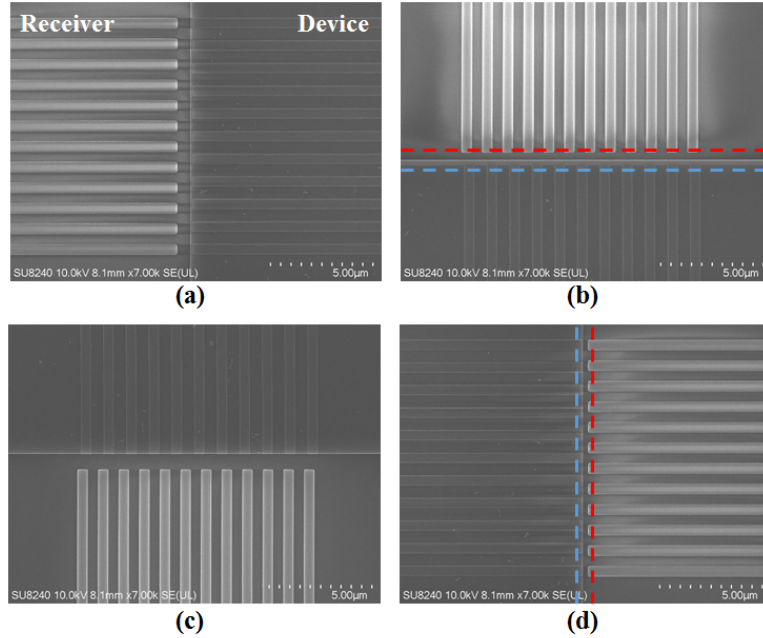 Receiver Device
SU8240 10.0kV 8.1mm x7.00k SE(UL) 5.00μm
SU8240 10.0kV 8.1mm x7.00k SE(UL) 5.00μm
(a) (b)
SU8240 10.0kV 8.1mm x7.00k SE(UL) 5.00μm
SU8240 10.0kV 8.1mm x7.00k SE(UL) 5.00μm
(c) (d)